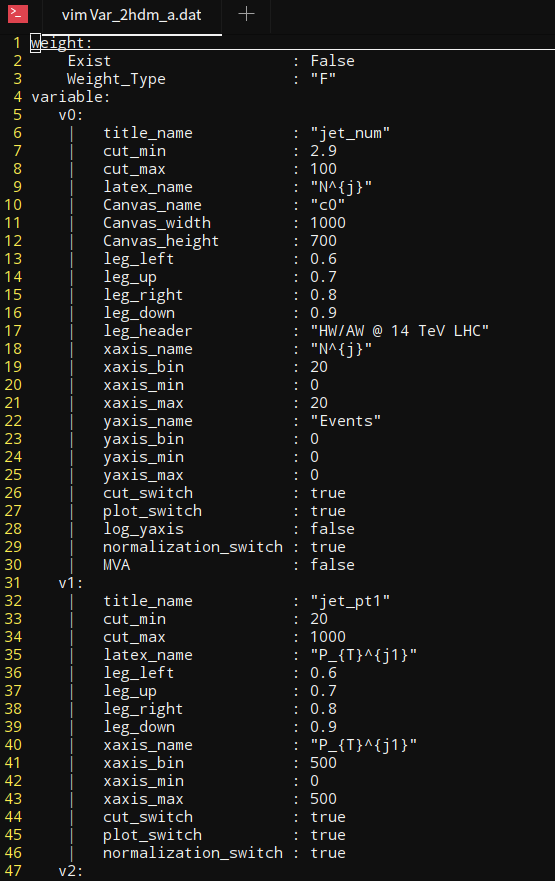 vim Var_2hdm_a.dat
1 weight:
2 Exist : False
3 Weight_Type : "F"
4 variable:
5 v0:
6 | title_name : "jet_num"
7 | cut_min : 2.9
8 | cut_max : 100
9 | latex_name : "N^{j}"
10 | Canvas_name : "c0"
11 | Canvas_width : 1000
12 | Canvas_height : 700
13 | leg_left : 0.6
14 | leg_up : 0.7
15 | leg_right : 0.8
16 | leg_down : 0.9
17 | leg_header : "HW/AW @ 14 TeV LHC"
18 | xaxis_name : "N^{j}"
19 | xaxis_bin : 20
20 | xaxis_min : 0
21 | xaxis_max : 20
22 | yaxis_name : "Events"
23 | yaxis_bin : 0
24 | yaxis_min : 0
25 | yaxis_max : 0
26 | cut_switch : true
27 | plot_switch : true
28 | log_yaxis : false
29 | normalization_switch : true
30 | MVA : false
31 v1:
32 | title_name : "jet_pt1"
33 | cut_min : 20
34 | cut_max : 1000
35 | latex_name : "P_{T}^{j1}"
36 | leg_left : 0.6
37 | leg_up : 0.7
38 | leg_right : 0.8
39 | leg_down : 0.9
40 | xaxis_name : "P_{T}^{j1}"
41 | xaxis_bin : 500
42 | xaxis_min : 0
43 | xaxis_max : 500
44 | cut_switch : true
45 | plot_switch : true
46 | normalization_switch : true
47 v2: